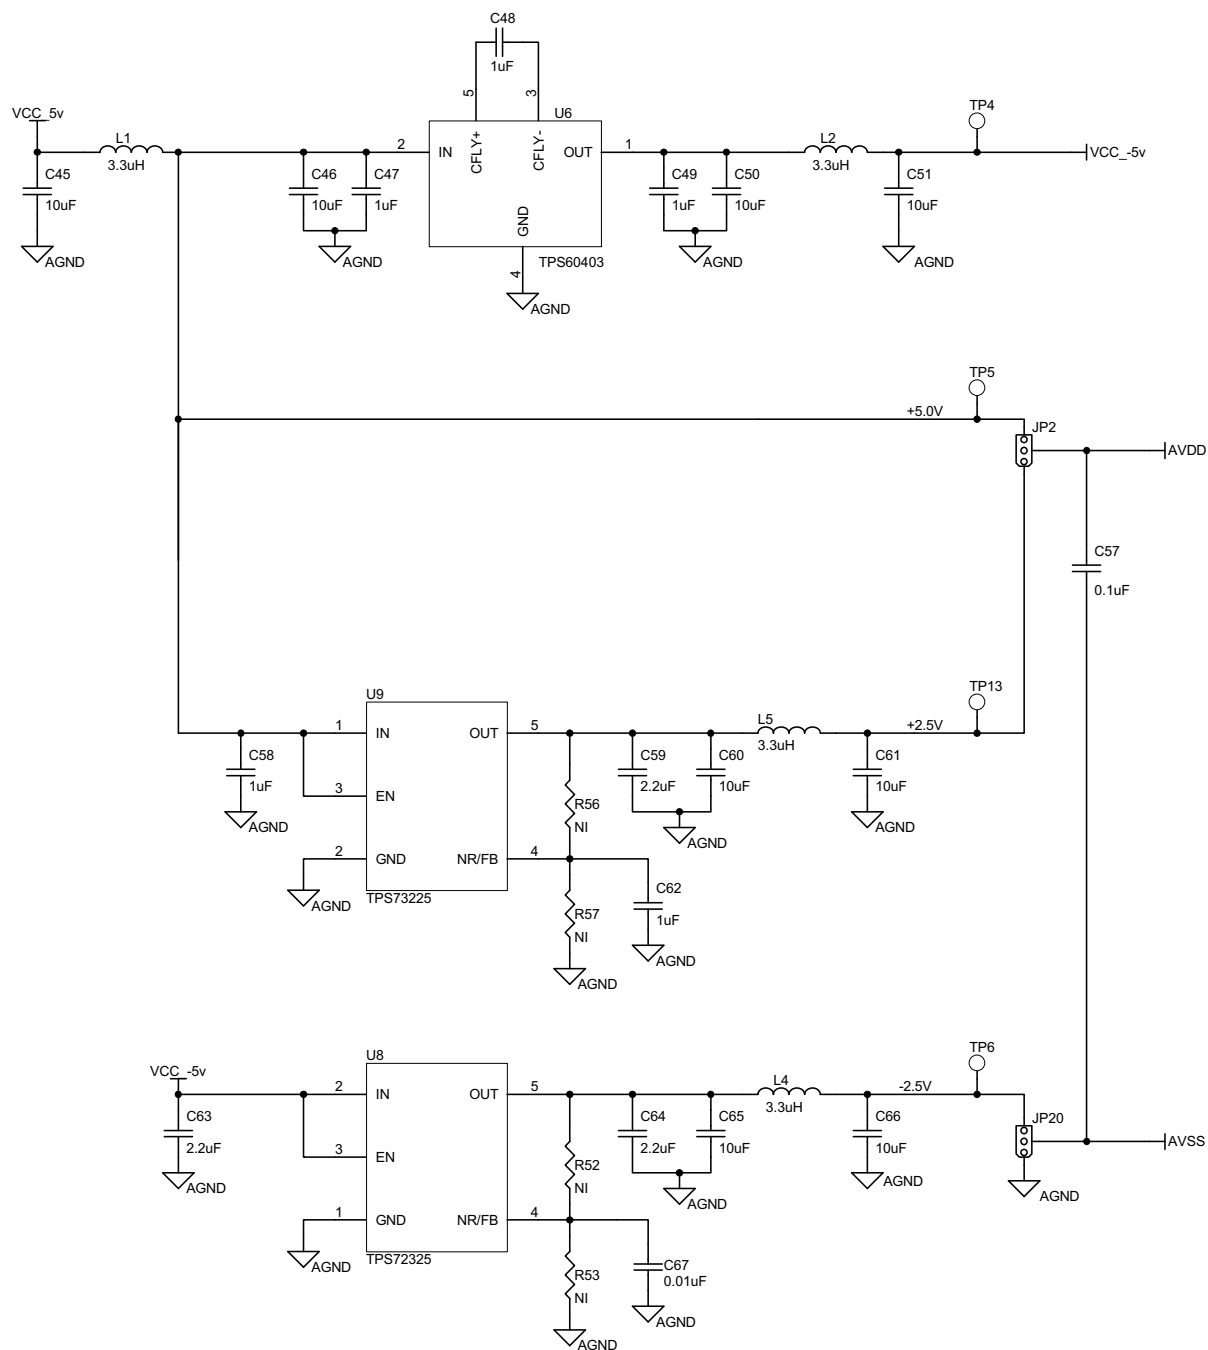 C48
1uF
5
3
U6
TP4
VCC_5v
L1
3.3uH
2
IN
CFLY+
CFLY-
OUT
1
L2
3.3uH
VCC_-5v
C45
10uF
C46
10uF
C47
1uF
C49
1uF
C50
10uF
C51
10uF
GND
AGND
AGND
4
TPS60403
AGND
AGND
AGND
TP5
+5.0V
JP2
AVDD
C57
0.1uF
U9
TP13
1
IN
OUT
5
L5
3.3uH
+2.5V
C58
1uF
C59
2.2uF
C60
10uF
C61
10uF
3
EN
R56
NI
AGND
AGND
AGND
2
GND
NR/FB
4
AGND
TPS73225
R57
NI
C62
1uF
AGND
AGND
U8
TP6
VCC_-5v
2
IN
OUT
5
L4
3.3uH
-2.5V
C63
2.2uF
C64
2.2uF
C65
10uF
C66
10uF
JP20
AVSS
3
EN
R52
NI
AGND
AGND
AGND
AGND
1
GND
NR/FB
4
AGND
TPS72325
R53
NI
C67
0.01uF
AGND
AGND